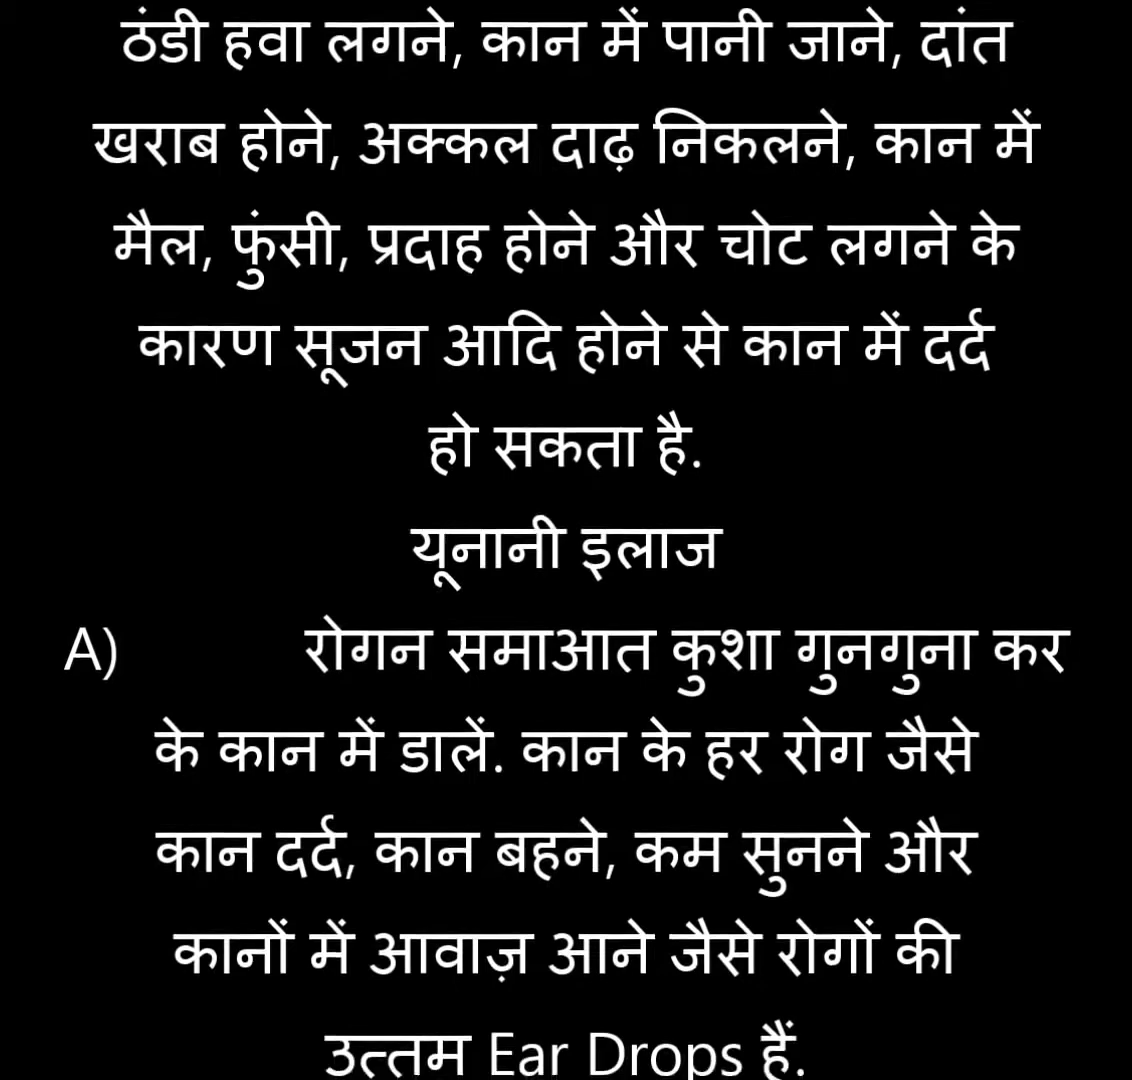 ठंडी हवा लगने, कान में पानी जाने, दांत
खराब होने, अक्कल दाढ़ निकलने, कान में
मैल, फुंसी, प्रदाह होने और चोट लगने के
कारण सूजन आदि होने से कान में दर्द
हो सकता है.
यूनानी इलाज
A) रोगन समाआत कुशा गुनगुना कर
के कान में डालें. कान के हर रोग जैसे
कान दर्द, कान बहने, कम सुनने और
कानों में आवाज़ आने जैसे रोगों की
उत्तम Ear Drops हैं.